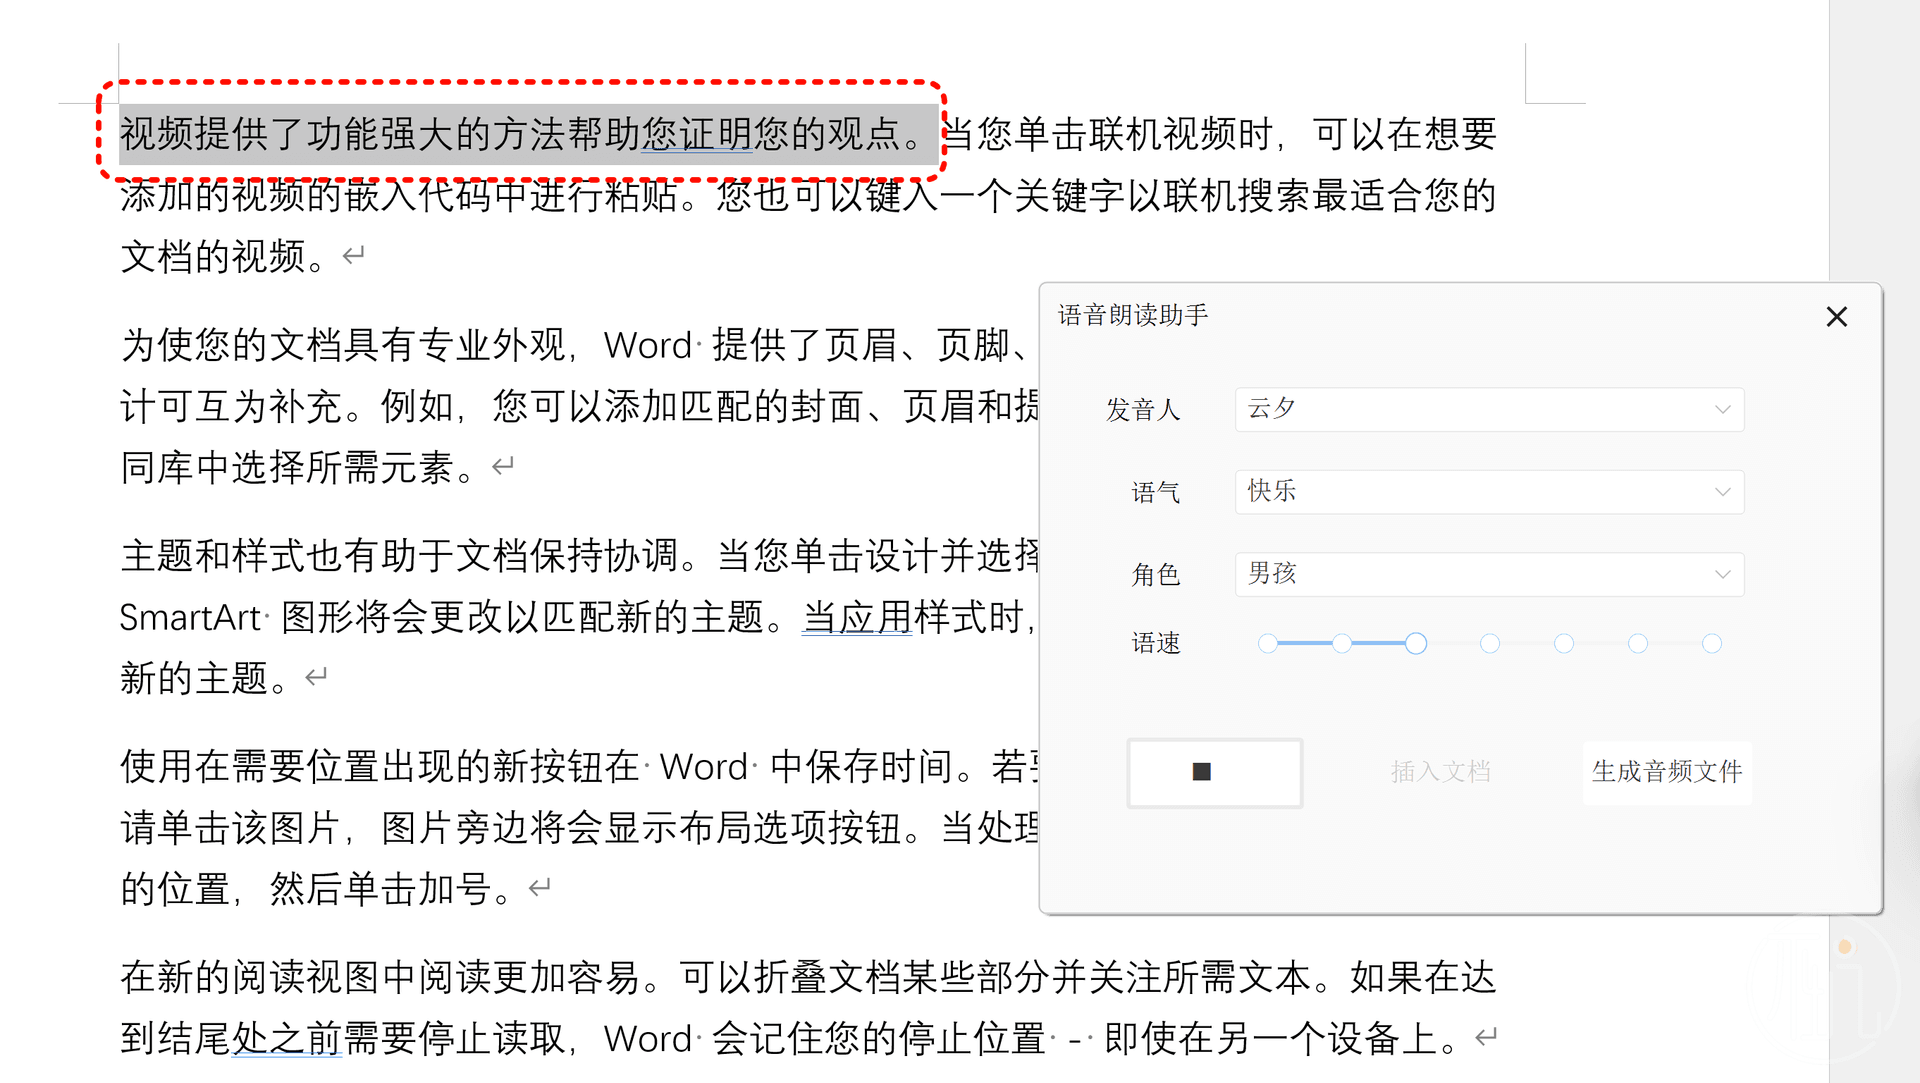 视频提供了功能强大的方法帮助您证明您的观点。当您单击联机视频时，可以在想要
添加的视频的嵌入代码中进行粘贴。您也可以键入一个关键字以联机搜索最适合您的
文档的视频。
为使您的文档具有专业外观，Word 提供了页眉、页脚、
计可互为补充。例如，您可以添加匹配的封面、页眉和提
同库中选择所需元素。
主题和样式也有助于文档保持协调。当您单击设计并选择
SmartArt 图形将会更改以匹配新的主题。当应用样式时，
新的主题。
使用在需要位置出现的新按钮在 Word 中保存时间。若要
请单击该图片，图片旁边将会显示布局选项按钮。当处理
的位置，然后单击加号。
在新的阅读视图中阅读更加容易。可以折叠文档某些部分并关注所需文本。如果在达
到结尾处之前需要停止读取，Word 会记住您的停止位置 - 即使在另一个设备上。
语音朗读助手
发音人 云夕
语气 快乐
角色 男孩
语速
插入文档 生成音频文件